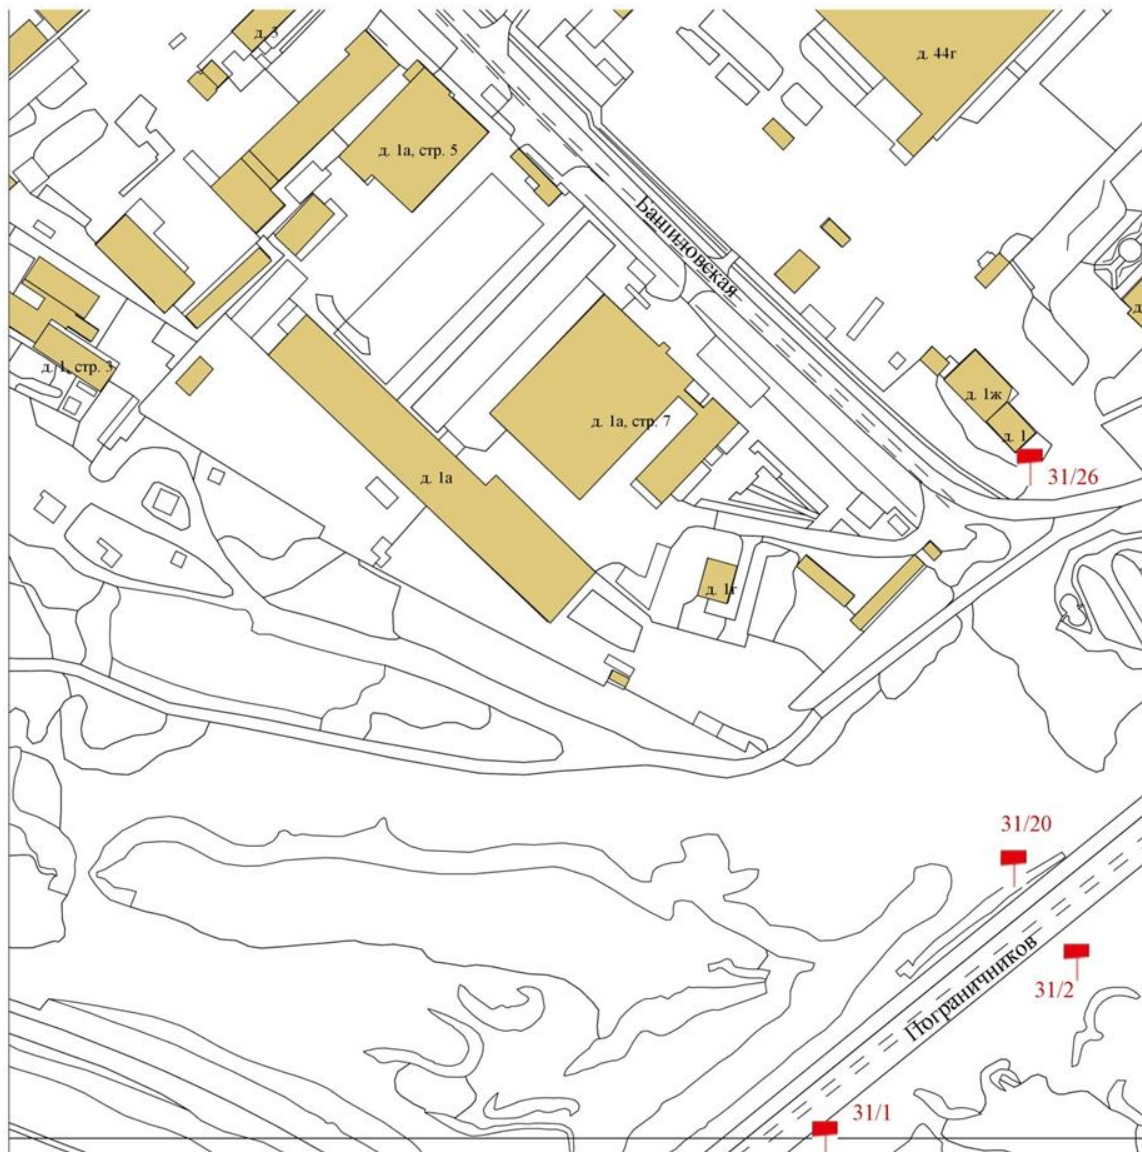 д. 3
д. 44г
д. 1а, стр. 5
Башиловская
д.
д. 1, стр. 3
д. 1ж
д. 1а, стр. 7
д. 1
д. 1а
31/26
д. 1г
31/20
Пограничников
31/2
31/1